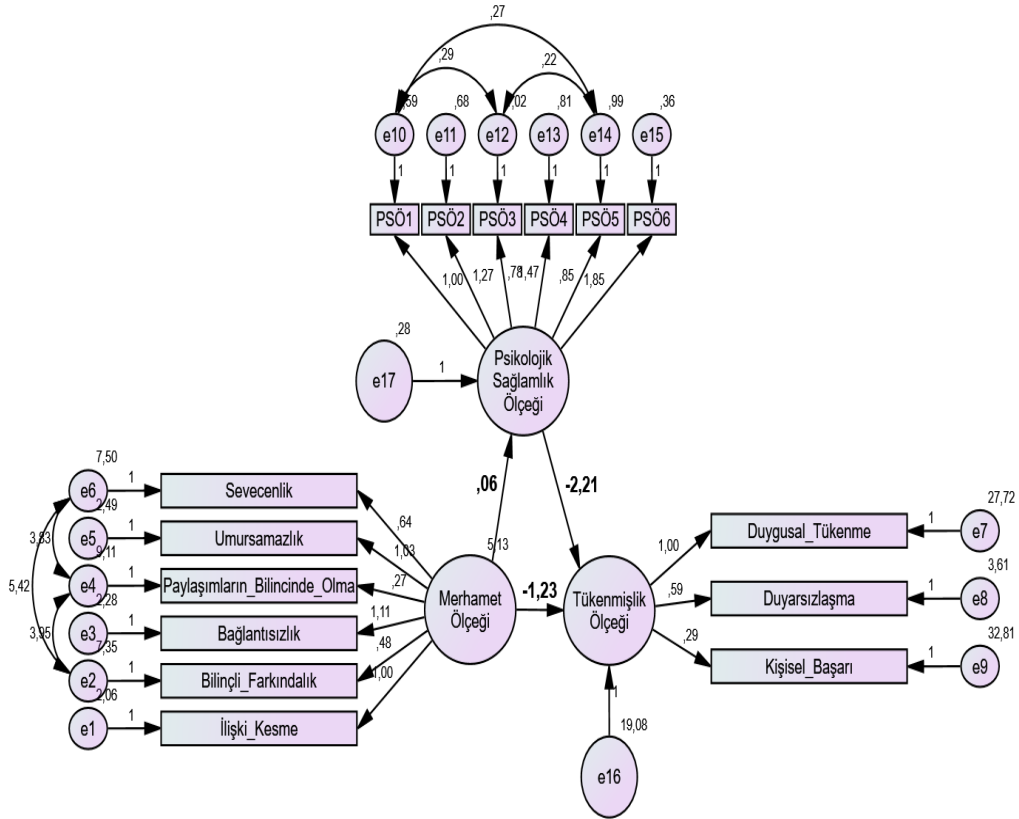 ,27
,29
,22
,59 ,68 ,02 ,81 ,99 ,36
e10 e11 e12 e13 e14 e15
1 1 1 1 1 1
PSÖ1 PSÖ2 PSÖ3 PSÖ4 PSÖ5 PSÖ6
1,00 1,27 ,78 ,47 ,85 1,85
,28
e17
1
Psikolojik
Sağlamlık
Ölçeği
,06
-2,21
7,50
e6
1
Sevecenlik
,64
2,49
e5
1
Umursamazlık
1,03
9,11
e4
1
Paylaşımların_Bilincinde_Olma
,27
2,28
e3
1
Bağlantısızlık
1,11
7,35
e2
1
Bilinçli_Farkındalık
,48
2,06
e1
1
İlişki_Kesme
1,00
3,83
5,42
3,95
5,13
Merhamet
Ölçeği
-1,23
Tükenmişlik
Ölçeği
1,00
Duygusal_Tükenme
1
e7
27,72
,59
Duyarsızlaşma
1
e8
3,61
,29
Kişisel_Başarı
1
e9
32,81
1
19,08
e16